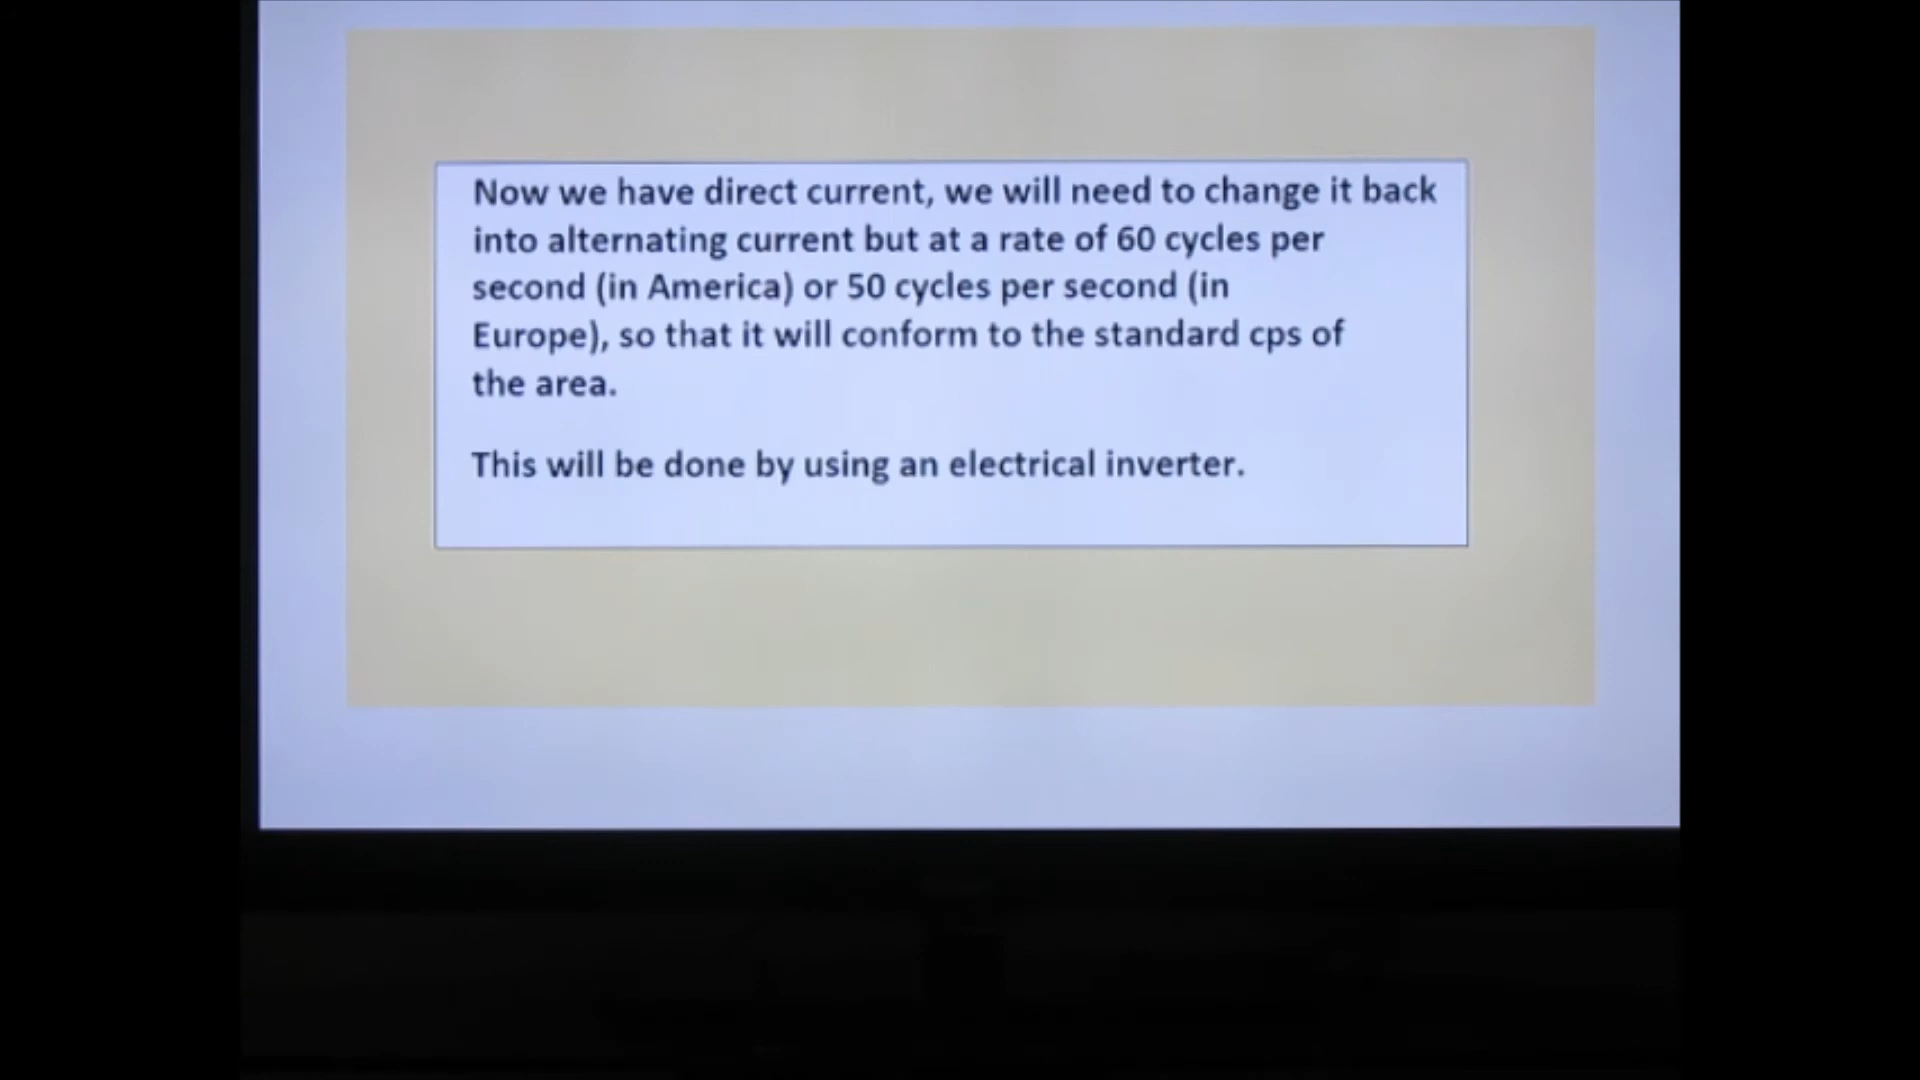 Now we have direct current, we will need to change it back
into alternating current but at a rate of 60 cycles per
second (in America) or 50 cycles per second (in
Europe), so that it will conform to the standard cps of
the area.
This will be done by using an electrical inverter.